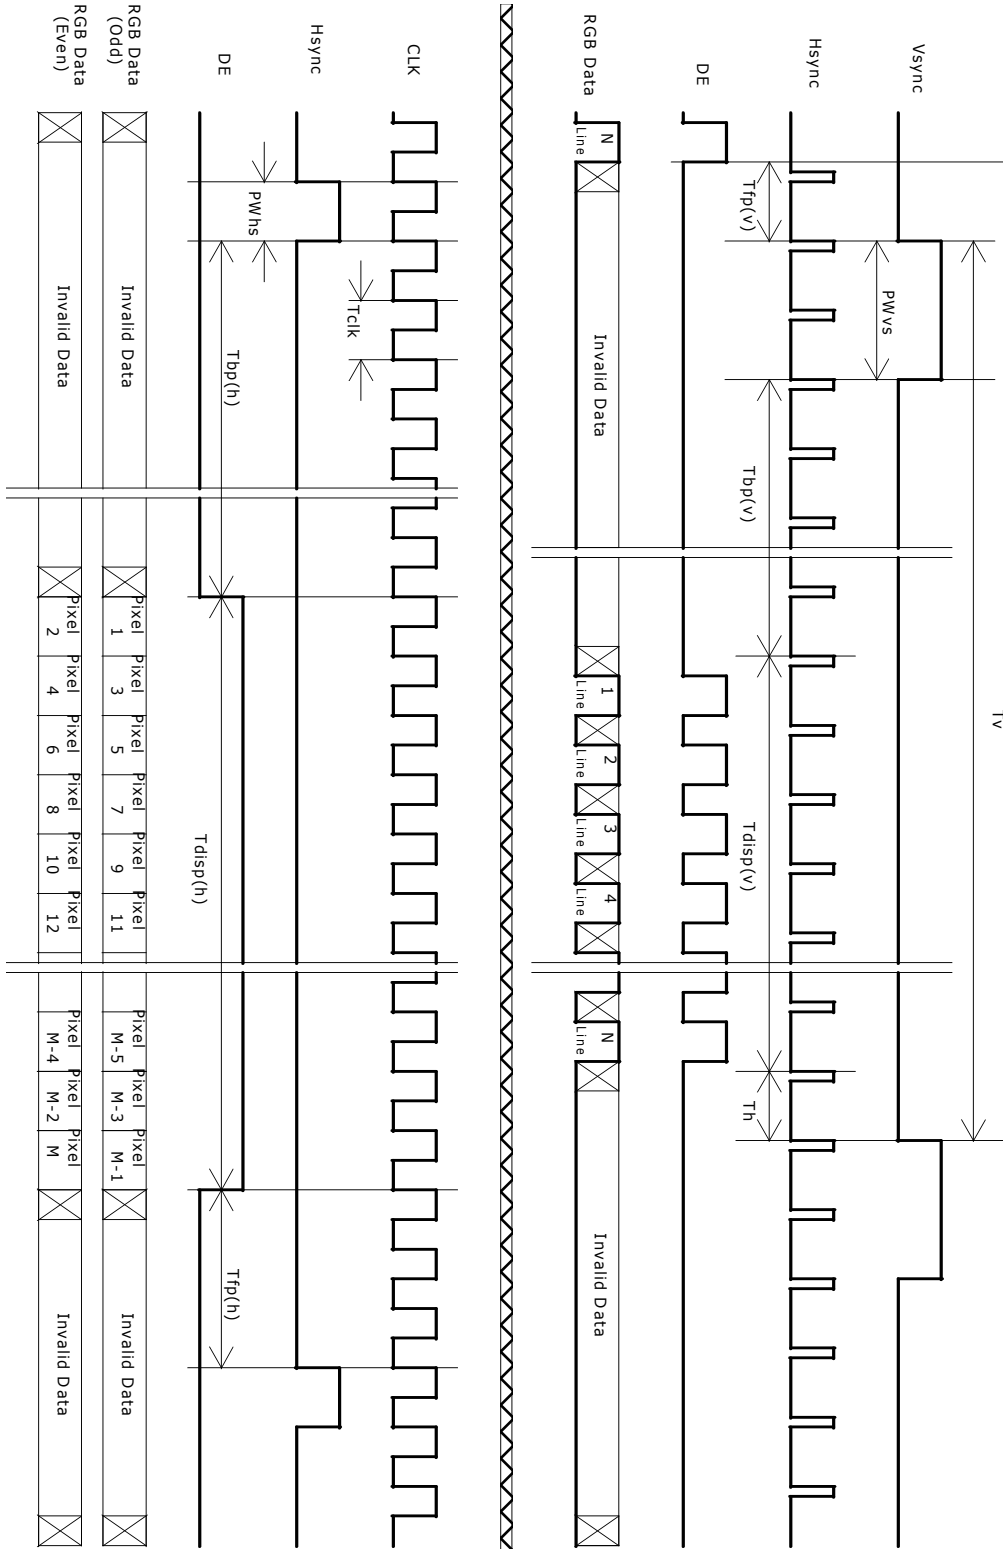 Tv
Vsync
PWvs
Hsync
Tfp(v)
Tbp(v)
Tdisp(v)
Th
DE
RGB Data
Line N
Invalid Data
Line 1
Line 2
Line 3
Line 4
Line N
Invalid Data
CLK
Tclk
Hsync
PWhs
Tbp(h)
Tdisp(h)
Tfp(h)
DE
RGB Data
(Odd)
Invalid Data
Pixel
1
Pixel
3
Pixel
5
Pixel
7
Pixel
9
Pixel
11
Pixel
M-5
Pixel
M-3
Pixel
M-1
Invalid Data
RGB Data
(Even)
Invalid Data
Pixel
2
Pixel
4
Pixel
6
Pixel
8
Pixel
10
Pixel
12
Pixel
M-4
Pixel
M-2
Pixel
M
Invalid Data